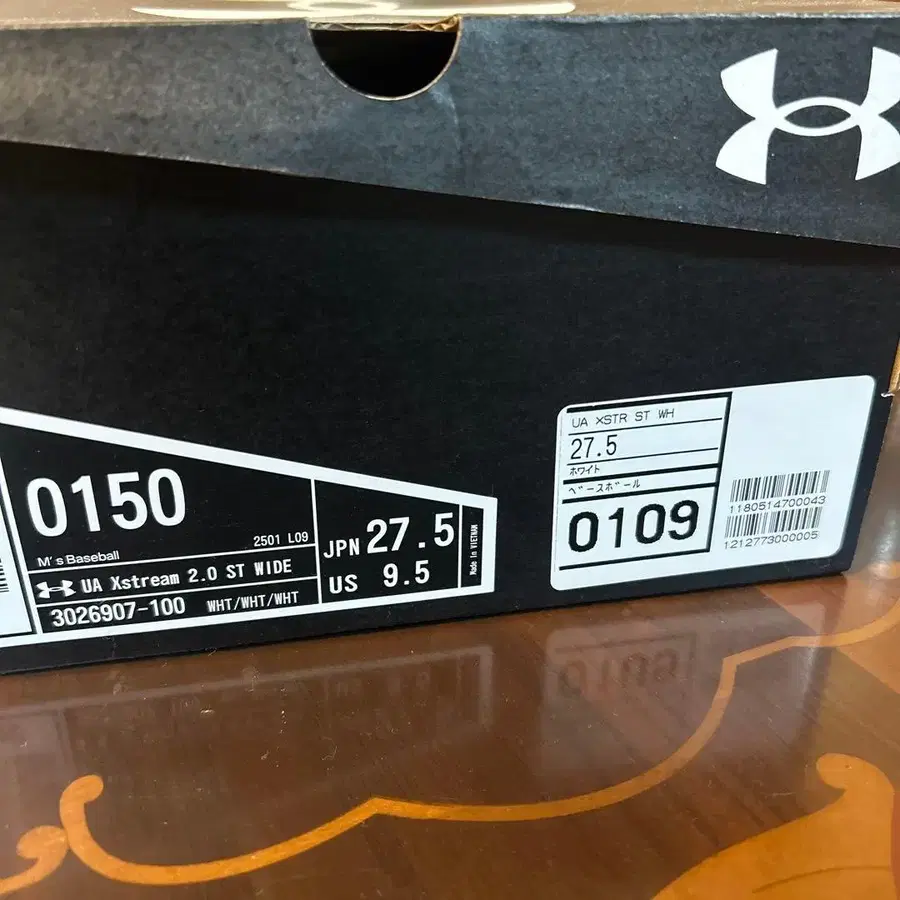 0150
M's Baseball
2501 L09
UA Xstream 2.0 ST WIDE
3026907-100 WHT/WHT/WHT
JPN 27.5
US 9.5
Made in VIETNAM
UA XSTR ST WH
27.5
ホワイト
ベースボール
0109
1180514700043
1212773000005